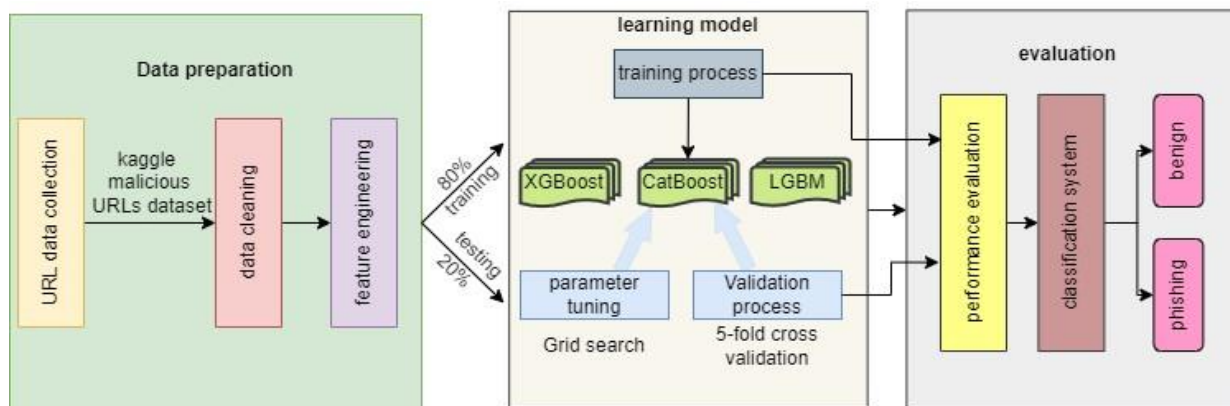 Data preparation
URL data collection
kaggle
malicious
URLs dataset
data cleaning
feature engineering
80%
training
testing
20%
learning model
training process
XGBoost
CatBoost
LGBM
parameter
tuning
Grid search
Validation
process
5-fold cross
validation
evaluation
performance evaluation
classification system
benign
phishing